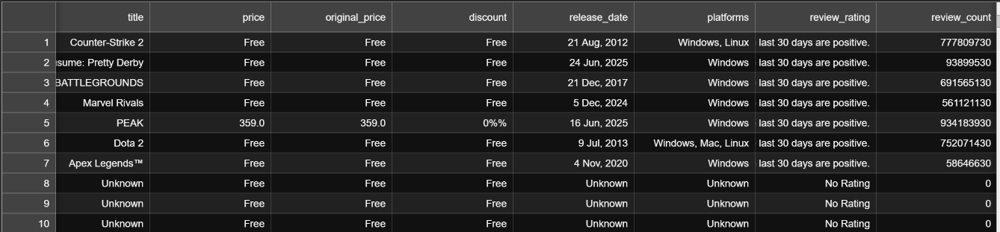 title price original_price discount release_date platforms review_rating review_count
1 Counter-Strike 2 Free Free Free 21 Aug, 2012 Windows, Linux last 30 days are positive. 777809730
2 Pretty Derby Free Free Free 24 Jun, 2025 Windows last 30 days are positive. 93899530
3 BATTLEGROUNDS Free Free Free 21 Dec, 2017 Windows last 30 days are positive. 691565130
4 Marvel Rivals Free Free Free 5 Dec, 2024 Windows last 30 days are positive. 561121130
5 PEAK 359.0 359.0 0%% 16 Jun, 2025 Windows last 30 days are positive. 934183930
6 Dota 2 Free Free Free 9 Jul, 2013 Windows, Mac, Linux last 30 days are positive. 752071430
7 Apex Legends™ Free Free Free 4 Nov, 2020 Windows last 30 days are positive. 58646630
8 Unknown Free Free Free Unknown Unknown No Rating 0
9 Unknown Free Free Free Unknown Unknown No Rating 0
10 Unknown Free Free Free Unknown Unknown No Rating 0